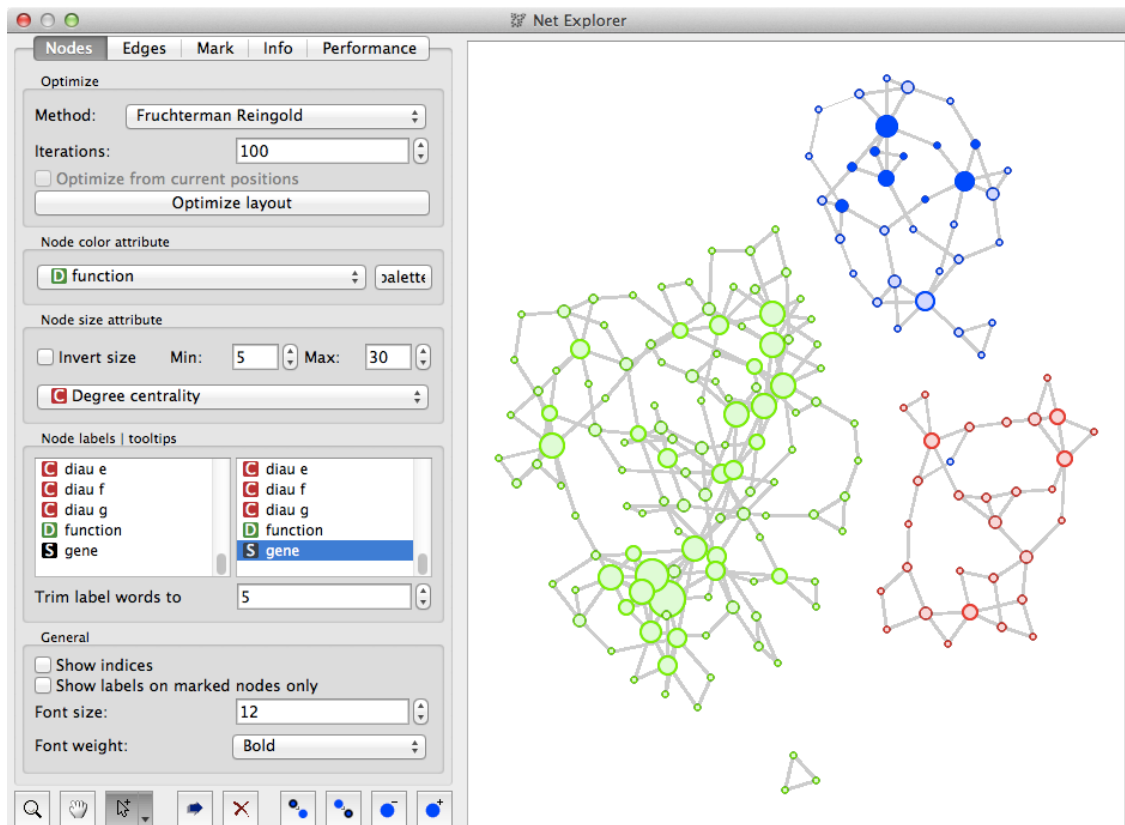 Net Explorer
Nodes Edges Mark Info Performance
Optimize
Method: Fruchterman Reingold
Iterations: 100
Optimize from current positions
Optimize layout
Node color attribute
D function palette
Node size attribute
Invert size Min: 5 Max: 30
C Degree centrality
Node labels | tooltips
C diau e C diau e
C diau f C diau f
C diau g C diau g
D function D function
S gene S gene
Trim label words to 5
General
Show indices
Show labels on marked nodes only
Font size: 12
Font weight: Bold